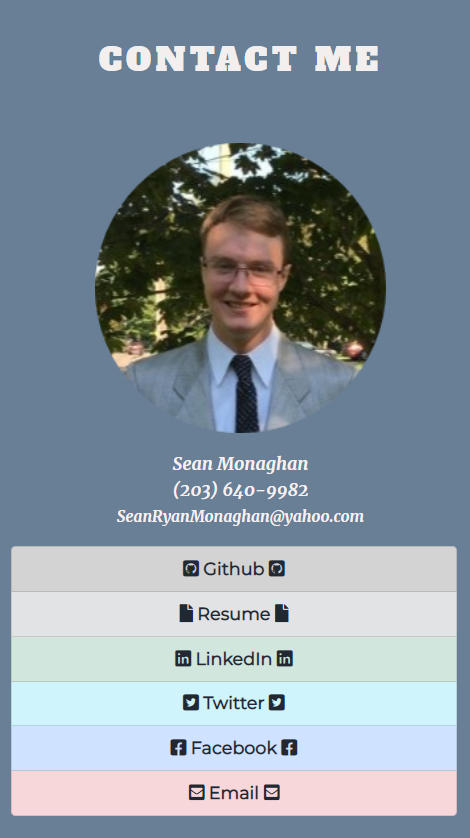 CONTACT ME
Sean Monaghan
(203) 640-9982
SeanRyanMonaghan@yahoo.com
Github
Resume
LinkedIn
Twitter
Facebook
Email